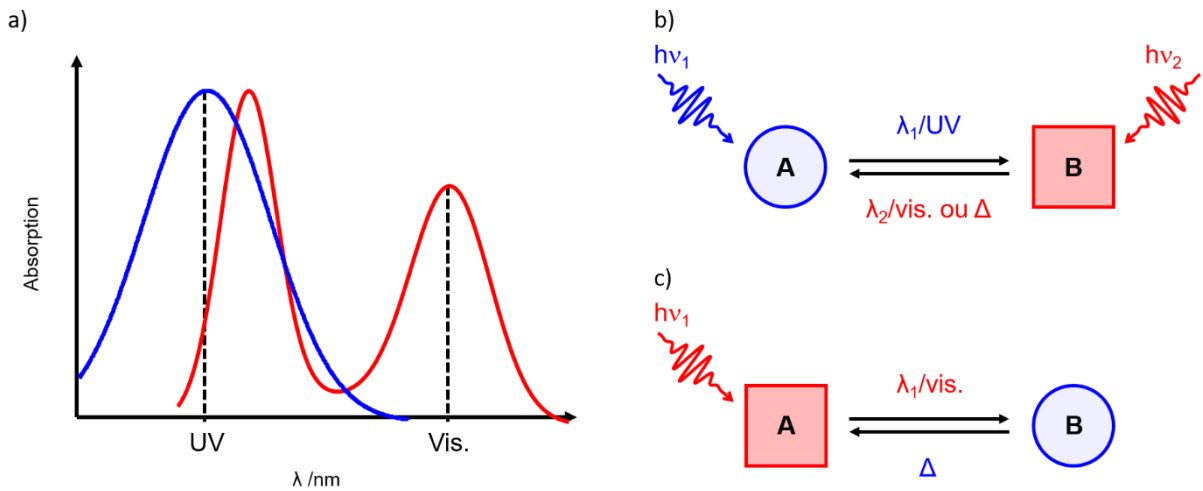 a)
Absorption
UV
Vis.
λ /nm
b)
hν₁
hν₂
A
λ₁/UV
λ₂/vis. ou Δ
B
c)
hν₁
A
λ₁/vis.
Δ
B